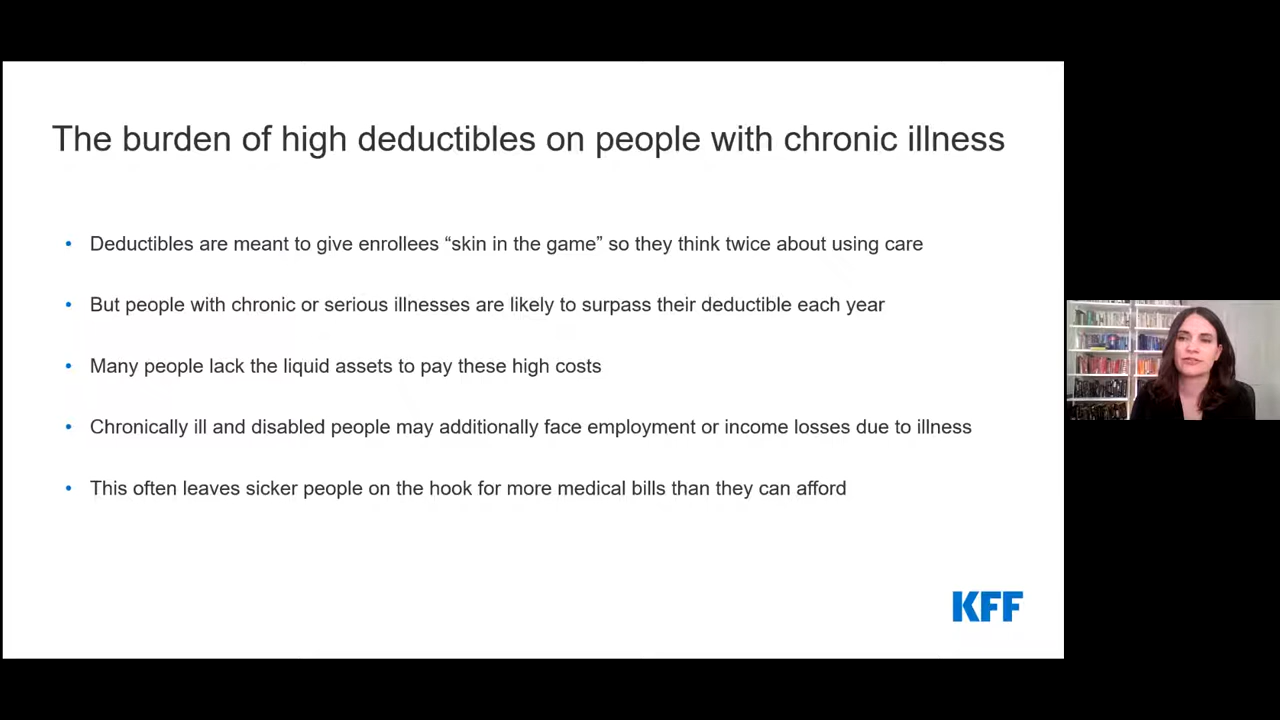 The burden of high deductibles on people with chronic illness
• Deductibles are meant to give enrollees “skin in the game” so they think twice about using care
• But people with chronic or serious illnesses are likely to surpass their deductible each year
• Many people lack the liquid assets to pay these high costs
• Chronically ill and disabled people may additionally face employment or income losses due to illness
• This often leaves sicker people on the hook for more medical bills than they can afford
KFF